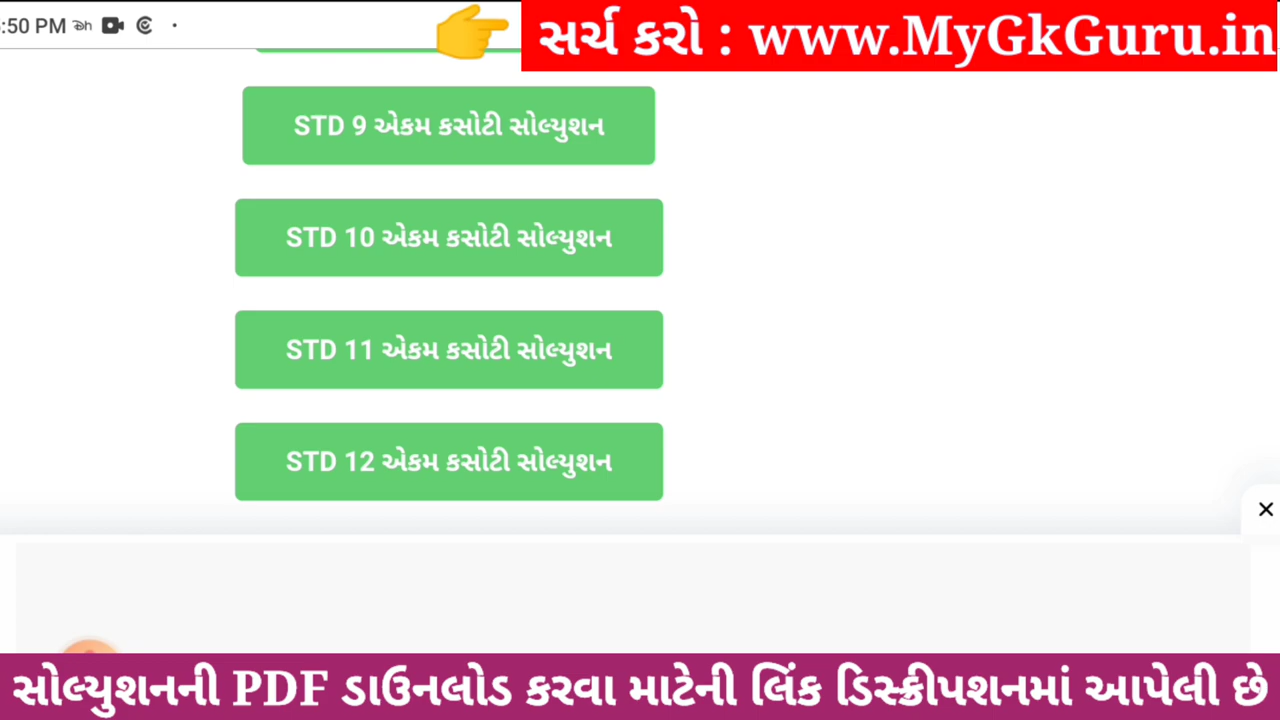 :50 PM
સર્ચ કરો : www.MyGkGuru.in
STD 9 એકમ કસોટી સોલ્યુશન
STD 10 એકમ કસોટી સોલ્યુશન
STD 11 એકમ કસોટી સોલ્યુશન
STD 12 એકમ કસોટી સોલ્યુશન
સોલ્યુશનની PDF ડાઉનલોડ કરવા માટેની લિંક ડિસ્ક્રીપશનમાં આપેલી છે